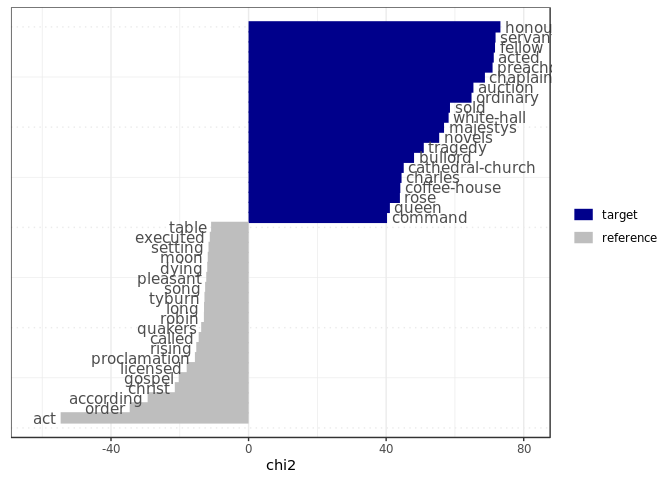 honou
servan
fellow
acted
preach
chaplain
auction
ordinary
sold
white-hall
majestys
novels
tragedy
bullord
cathedral-church
charles
coffee-house
rose
queen
command
table
executed
setting
moon
dying
pleasant
song
tyburn
long
robin
quakers
called
rising
proclamation
licensed
gospel
christ
according
order
act
-40 0 40 80
chi2
target
reference